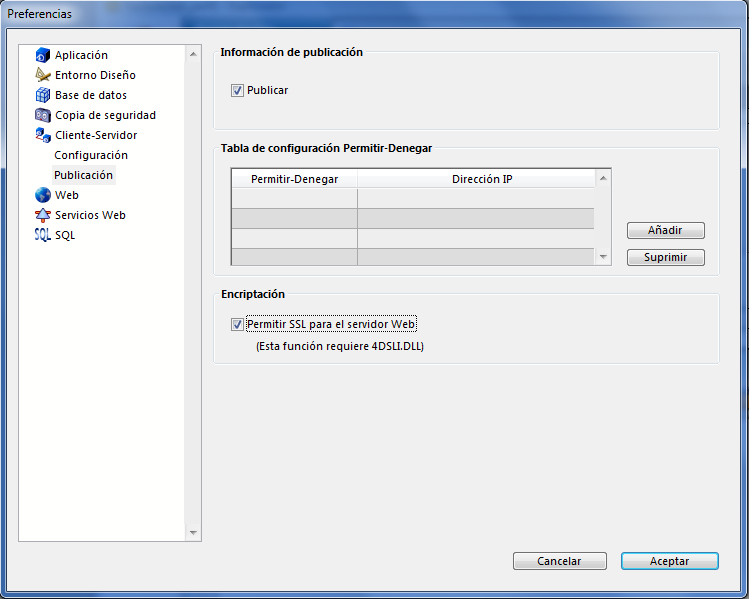 Preferencias
Aplicación
Entorno Diseño
Base de datos
Copia de seguridad
Cliente-Servidor
Configuración
Publicación
Web
Servicios Web
SQL SQL
Información de publicación
Publicar
Tabla de configuración Permitir-Denegar
Permitir-Denegar Dirección IP
Añadir
Suprimir
Encriptación
Permitir SSL para el servidor Web
(Esta función requiere 4DSLI.DLL)
Cancelar Aceptar